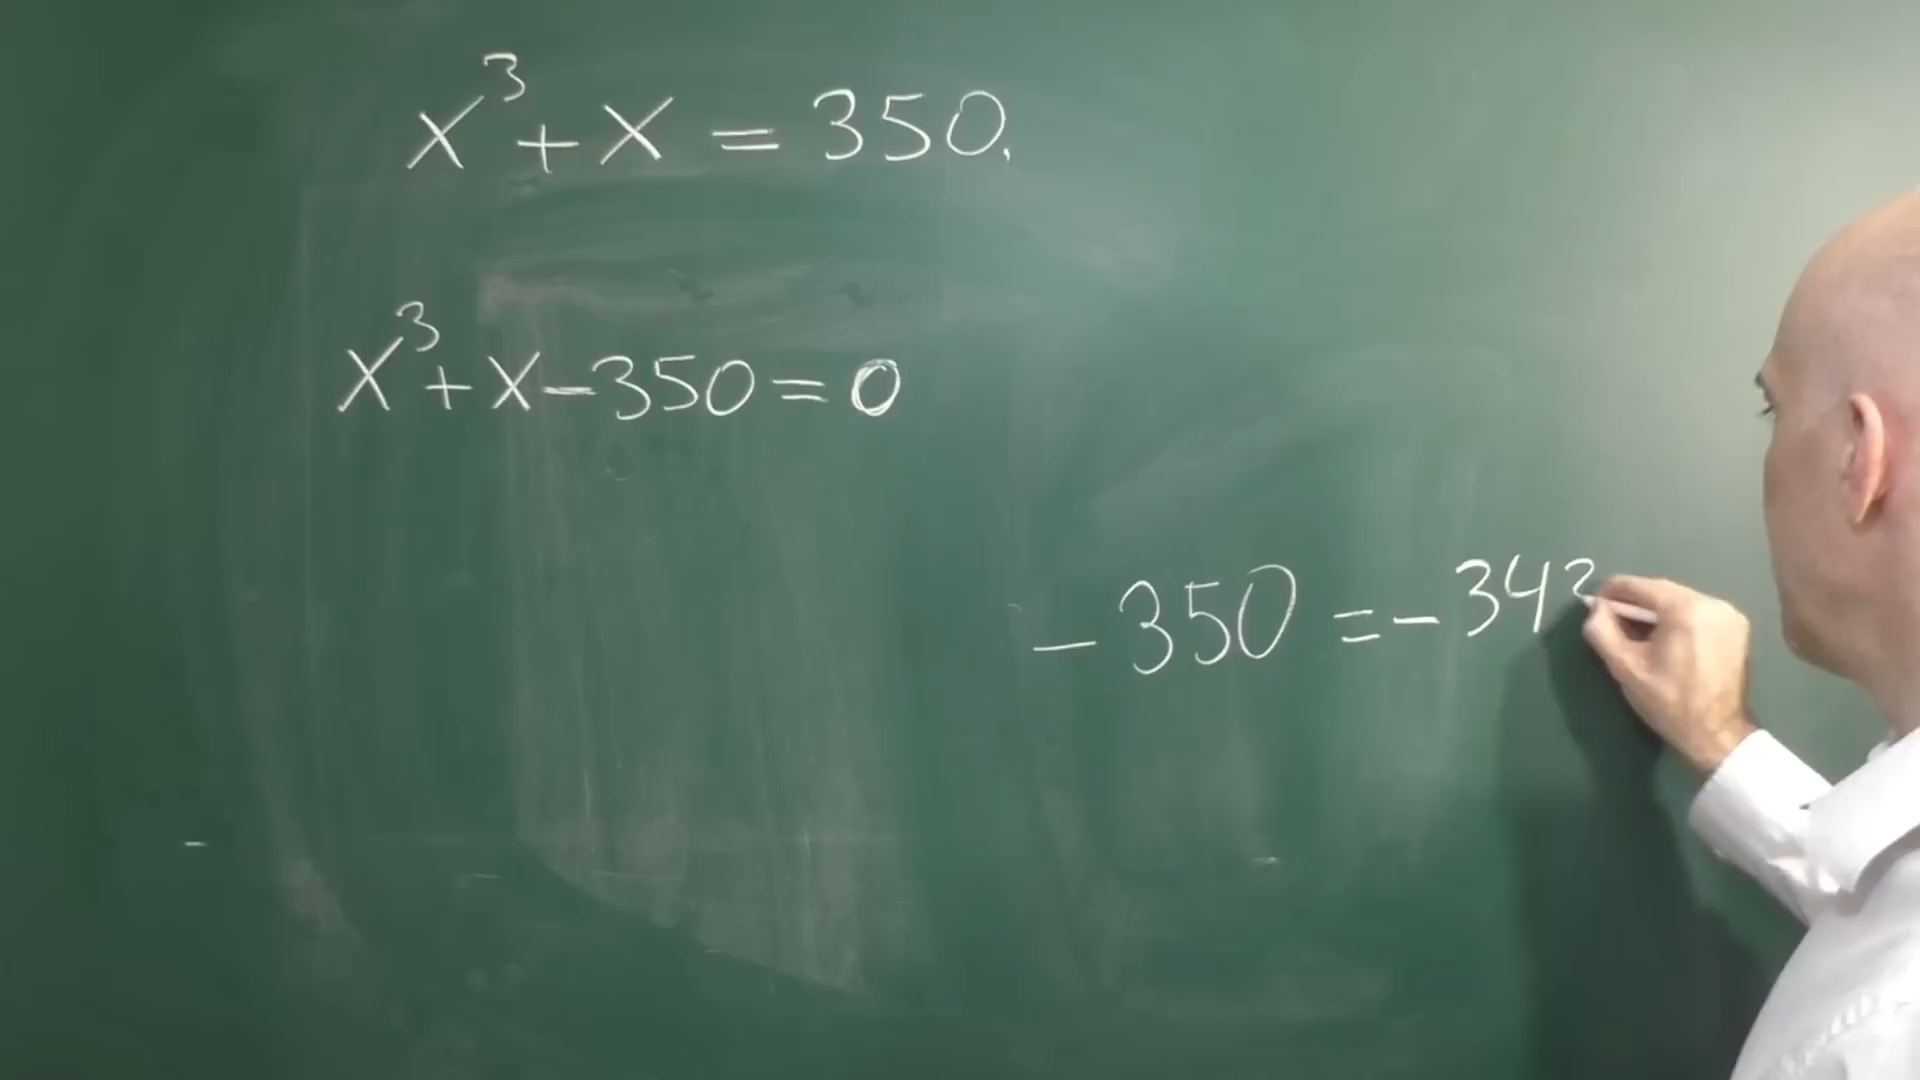 x³ + x = 350.
x³ + x - 350 = 0
- 350 = - 343